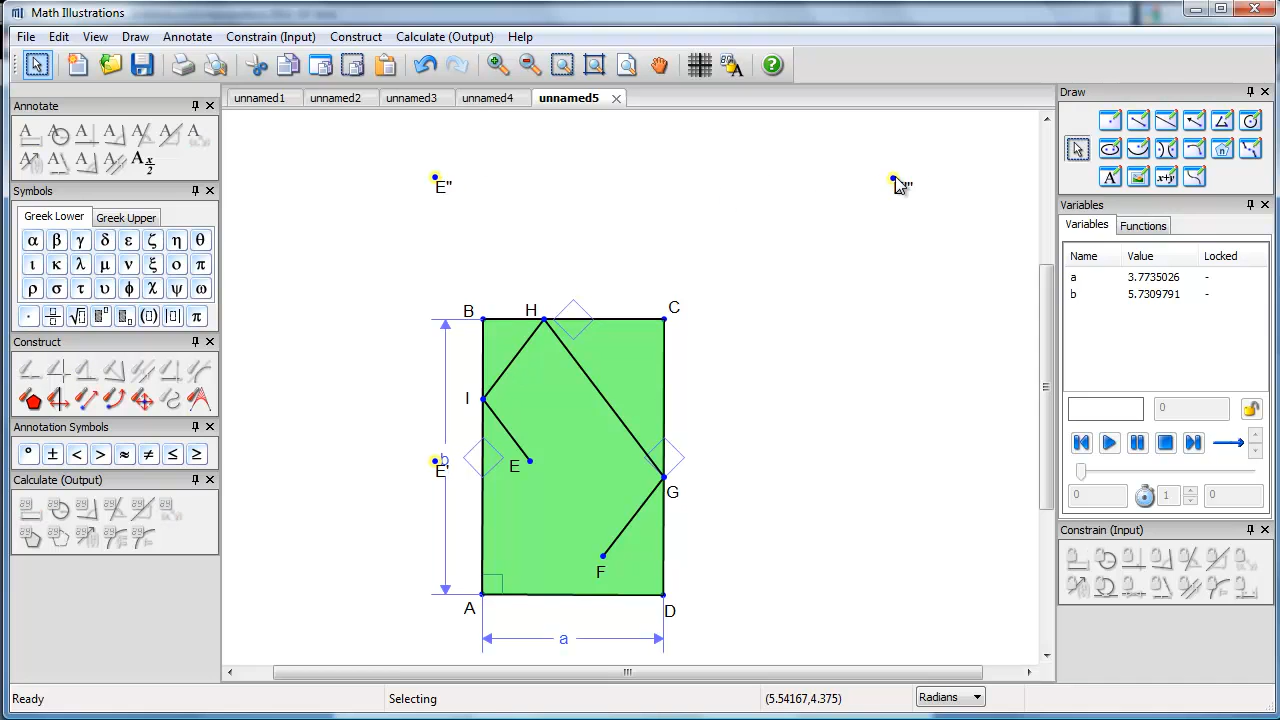 Math Illustrations
File Edit View Draw Annotate Constrain (Input) Construct Calculate (Output) Help
unnamed1 unnamed2 unnamed3 unnamed4 unnamed5
Annotate
Symbols
Greek Lower Greek Upper
α β γ δ ε ζ η θ
ι κ λ μ ν ξ ο π
ρ σ τ υ ϕ χ ψ ω
Construct
Annotation Symbols
° ± < > ≈ ≠ ≤ ≥
Calculate (Output)
E''
B H C
I
b
E'
E
G
F
A
D
a
Draw
Variables
Variables Functions
Name Value Locked
a 3.7735026 -
b 5.7309791 -
0
0 1 0
Constrain (Input)
Ready Selecting (5.54167,4.375) Radians